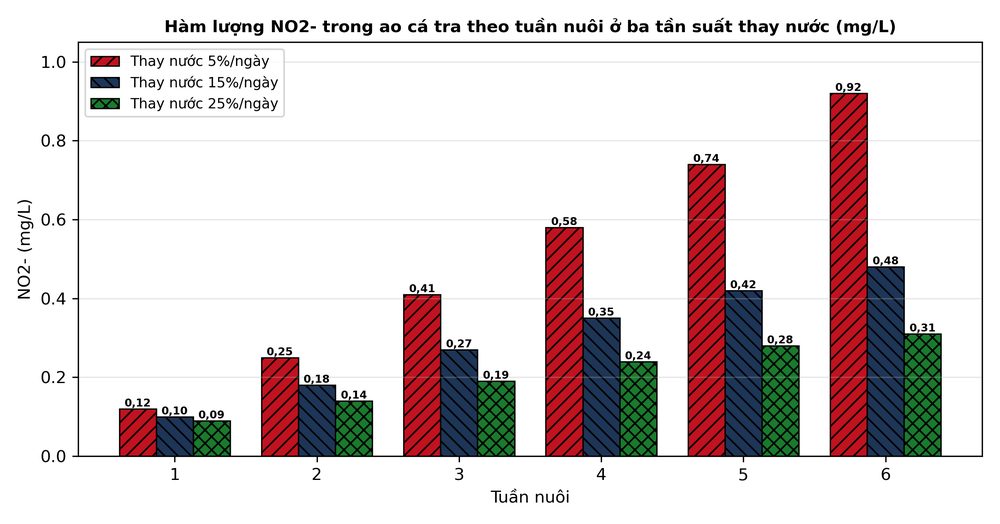 Hàm lượng NO2- trong ao cá tra theo tuần nuôi ở ba tần suất thay nước (mg/L)
Thay nước 5%/ngày
Thay nước 15%/ngày
Thay nước 25%/ngày
NO2- (mg/L)
1.0
0.8
0.6
0.4
0.2
0.0
0,12 0,10 0,09
0,25 0,18 0,14
0,41 0,27 0,19
0,58 0,35 0,24
0,74 0,42 0,28
0,92 0,48 0,31
1 2 3 4 5 6
Tuần nuôi